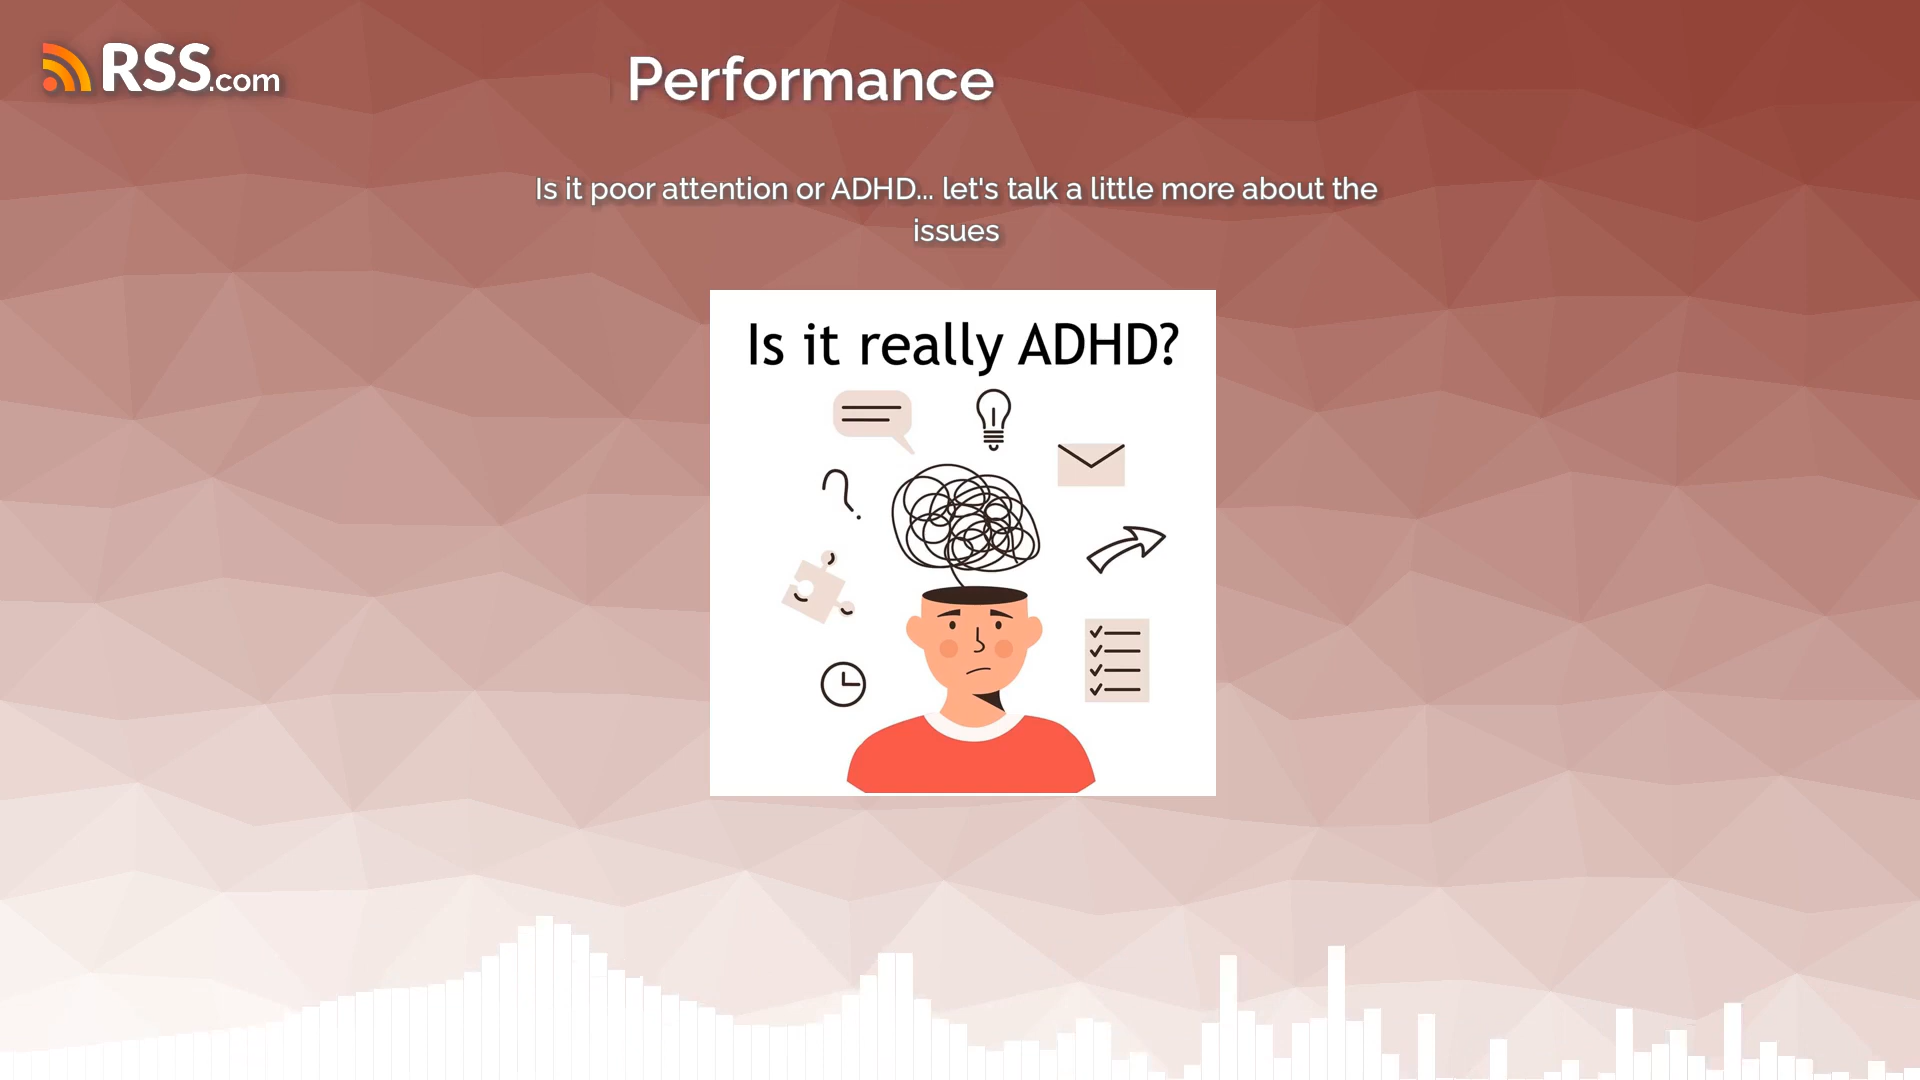 RSS.com
Performance
Is it poor attention or ADHD... let's talk a little more about the
issues
Is it really ADHD?